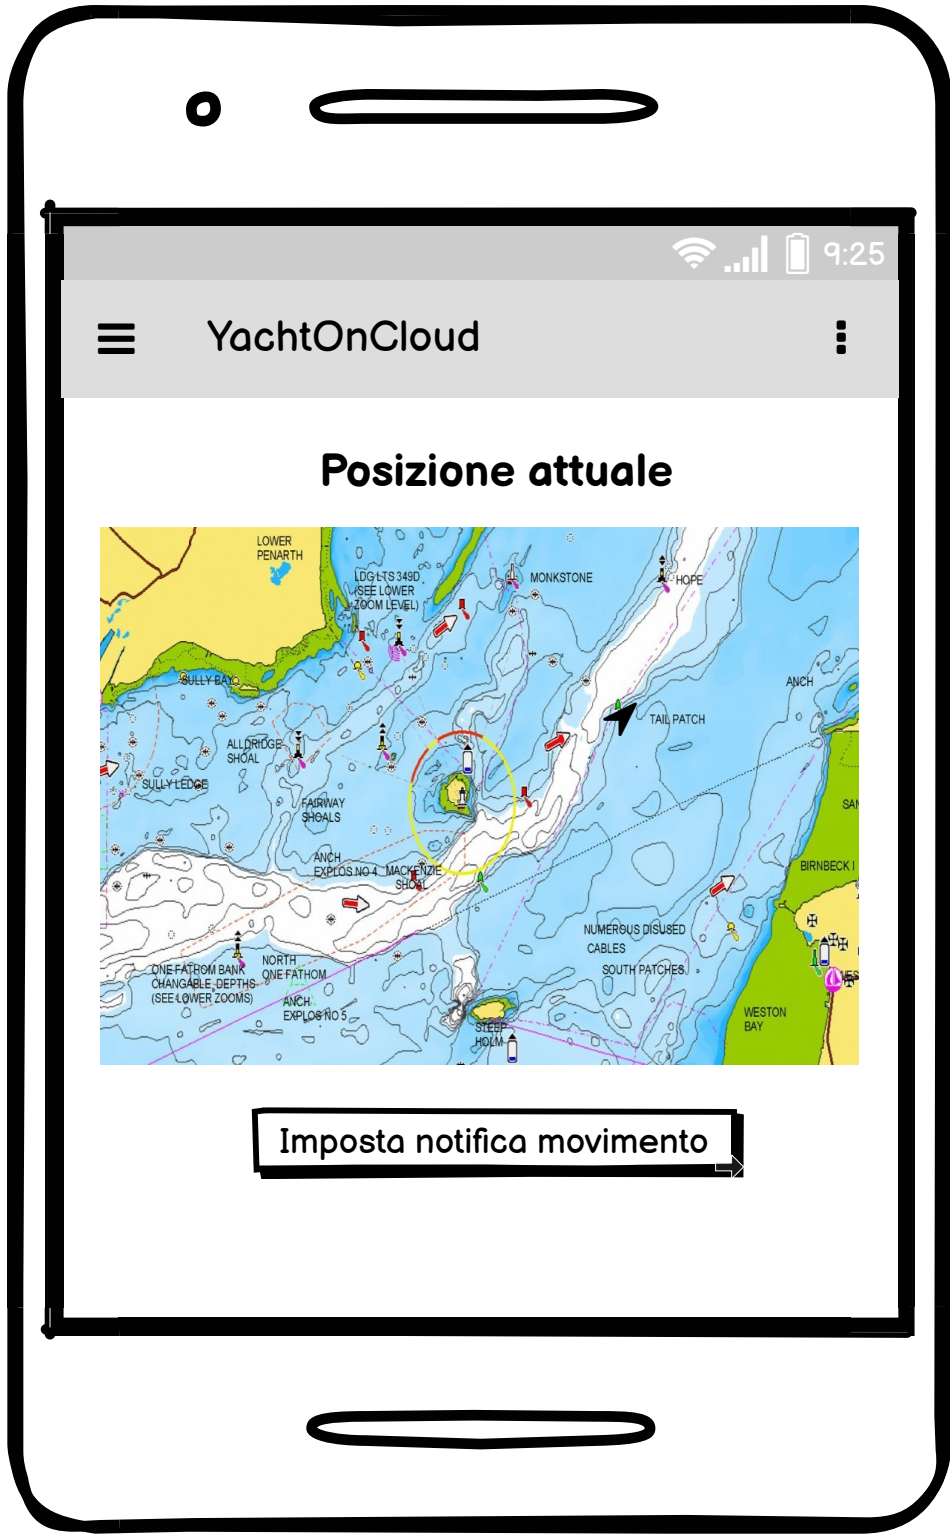 9:25
YachtOnCloud
Posizione attuale
LOWER
PENARTH
LDG LTS 349D
(SEE LOWER
ZOOM LEVEL)
MONKSTONE
HOPE
SULLY BAY
ANCH
TAIL PATCH
ALLDRIDGE
SHOAL
SULLY LEDGE
FAIRWAY
SHOALS
ANCH
EXPLOS NO 4
MACKENZIE
SHOAL
BIRNBECK I
NUMEROUS DISUSED
CABLES
SOUTH PATCHES
NORTH
ONE FATHOM
ONE FATHOM BANK
CHANGABLE DEPTHS
(SEE LOWER ZOOMS)
ANCH
EXPLOS NO 5
STEEP
HOLM
WESTON
BAY
Imposta notifica movimento